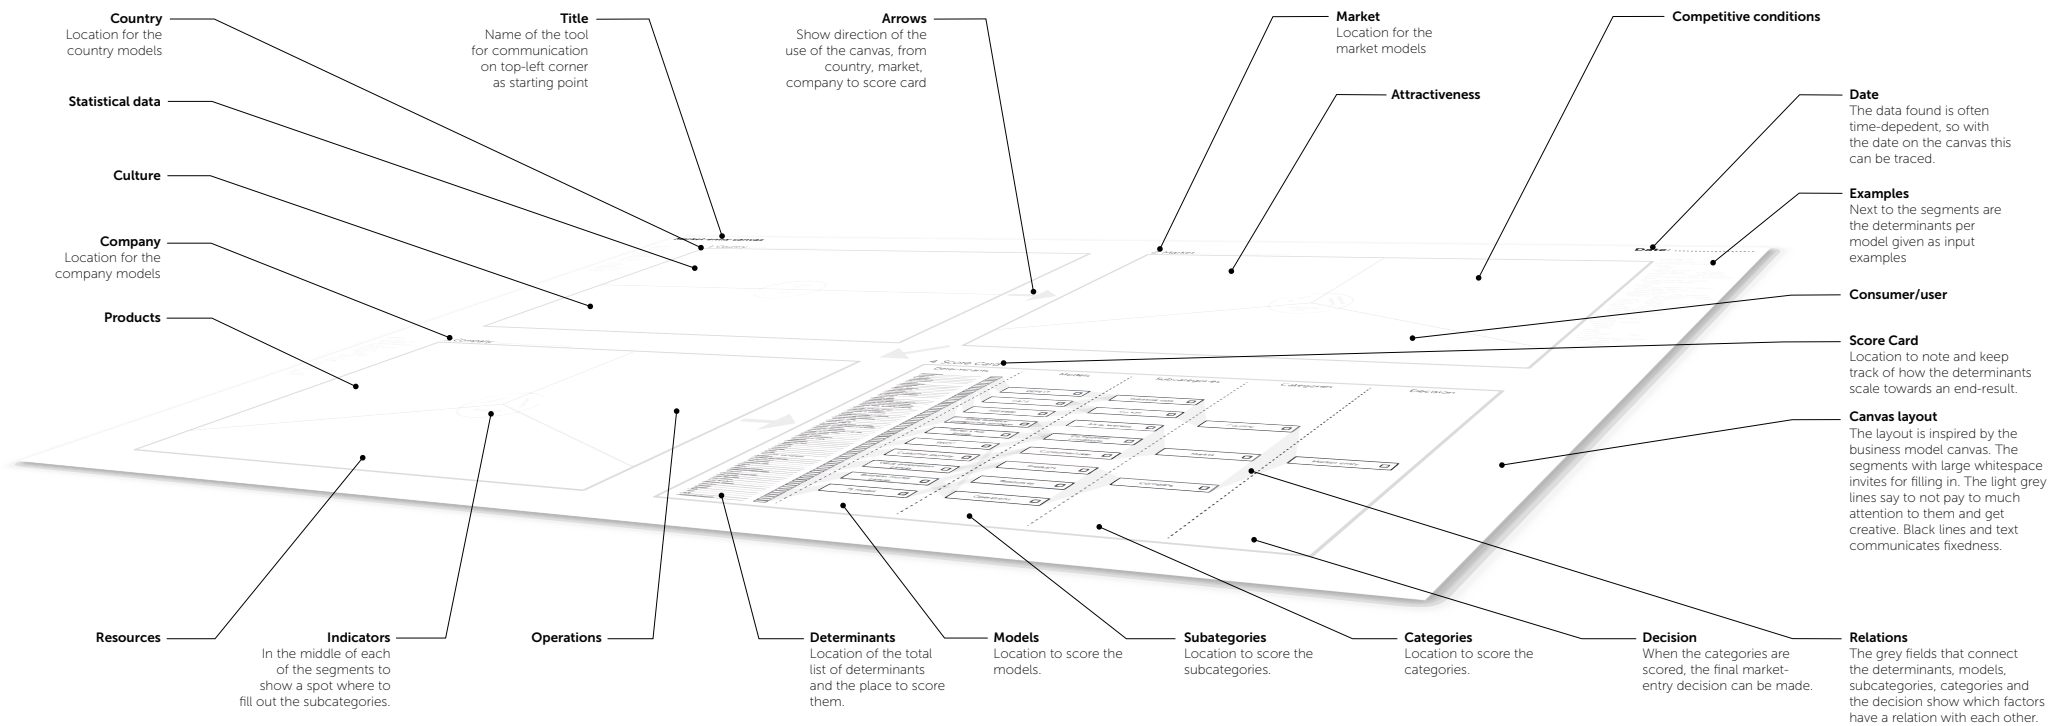 Country
Location for the
country models
Title
Name of the tool
for communication
on top-left corner
as starting point
Arrows
Show direction of the
use of the canvas, from
country, market,
company to score card
Market
Location for the
market models
Competitive conditions
Attractiveness
Statistical data
Culture
Company
Location for the
company models
Products
Date
The data found is often
time-depedent, so with
the date on the canvas this
can be traced.
Examples
Next to the segments are
the determinants per
model given as input
examples
Consumer/user
Score Card
Location to note and keep
track of how the determinants
scale towards an end-result.
Canvas layout
The layout is inspired by the
business model canvas. The
segments with large whitespace
invites for filling in. The light grey
lines say to not pay to much
attention to them and get
creative. Black lines and text
communicates fixedness.
Date
4 Score Card
Models
Subcategories
Categories
Decision
Resources
Indicators
In the middle of each
of the segments to
show a spot where to
fill out the subcategories.
Operations
Determinants
Location of the total
list of determinants
and the place to score
them.
Models
Location to score the
models.
Subategories
Location to score the
subcategories.
Categories
Location to score the
categories.
Decision
When the categories are
scored, the final market-
entry decision can be made.
Relations
The grey fields that connect
the determinants, models,
subcategories, categories and
the decision show which factors
have a relation with each other.